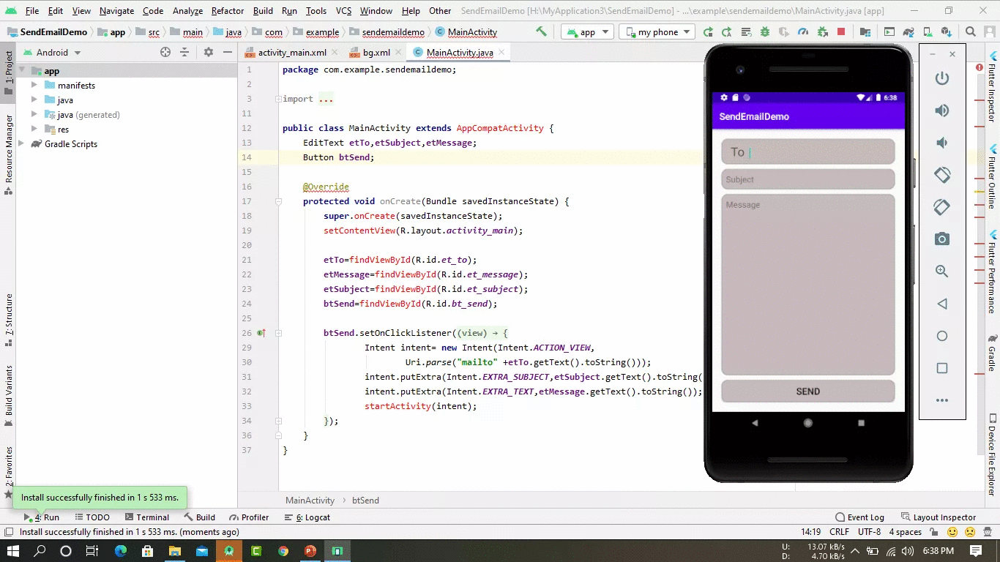 File Edit View Navigate Code Analyze Refactor Build Run Tools VCS Window Help Other SendEmailDemo [H:\MyApplication3\SendEmailDemo] - ...\example\sendemaildemo\MainActivity.java [app]
SendEmailDemo app src main java com example sendemaildemo MainActivity app my phone
Android
activity_main.xml bg.xml MainActivity.java
1: Project
Resource Manager
7: Structure
Build Variants
2: Favorites
app
manifests
java
java (generated)
res
Gradle Scripts
1 package com.example.sendemaildemo;
2
3 import ...
11
12 public class MainActivity extends AppCompatActivity {
13 EditText etTo,etSubject,etMessage;
14 Button btSend;
15
16 @Override
17 protected void onCreate(Bundle savedInstanceState) {
18 super.onCreate(savedInstanceState);
19 setContentView(R.layout.activity_main);
20
21 etTo=findViewById(R.id.et_to);
22 etMessage=findViewById(R.id.et_message);
23 etSubject=findViewById(R.id.et_subject);
24 btSend=findViewById(R.id.bt_send);
25
26 btSend.setOnClickListener((view) → {
29 Intent intent= new Intent(Intent.ACTION_VIEW,
30 Uri.parse("mailto" +etTo.getText().toString()));
31 intent.putExtra(Intent.EXTRA_SUBJECT,etSubject.getText().toString(
32 intent.putExtra(Intent.EXTRA_TEXT,etMessage.getText().toString());
33 startActivity(intent);
34 });
36 }
37 }
6:38
SendEmailDemo
To
Subject
Message
SEND
Flutter Inspector
Flutter Outline
Flutter Performance
Gradle
Device File Explorer
MainActivity › btSend
Install successfully finished in 1 s 533 ms.
4: Run TODO Terminal Build Profiler 6: Logcat Event Log Layout Inspector
Install successfully finished in 1 s 533 ms. (moments ago) 14:19 CRLF UTF-8 4 spaces
U: 13.07 kB/s
D: 4.70 kB/s
6:38 PM